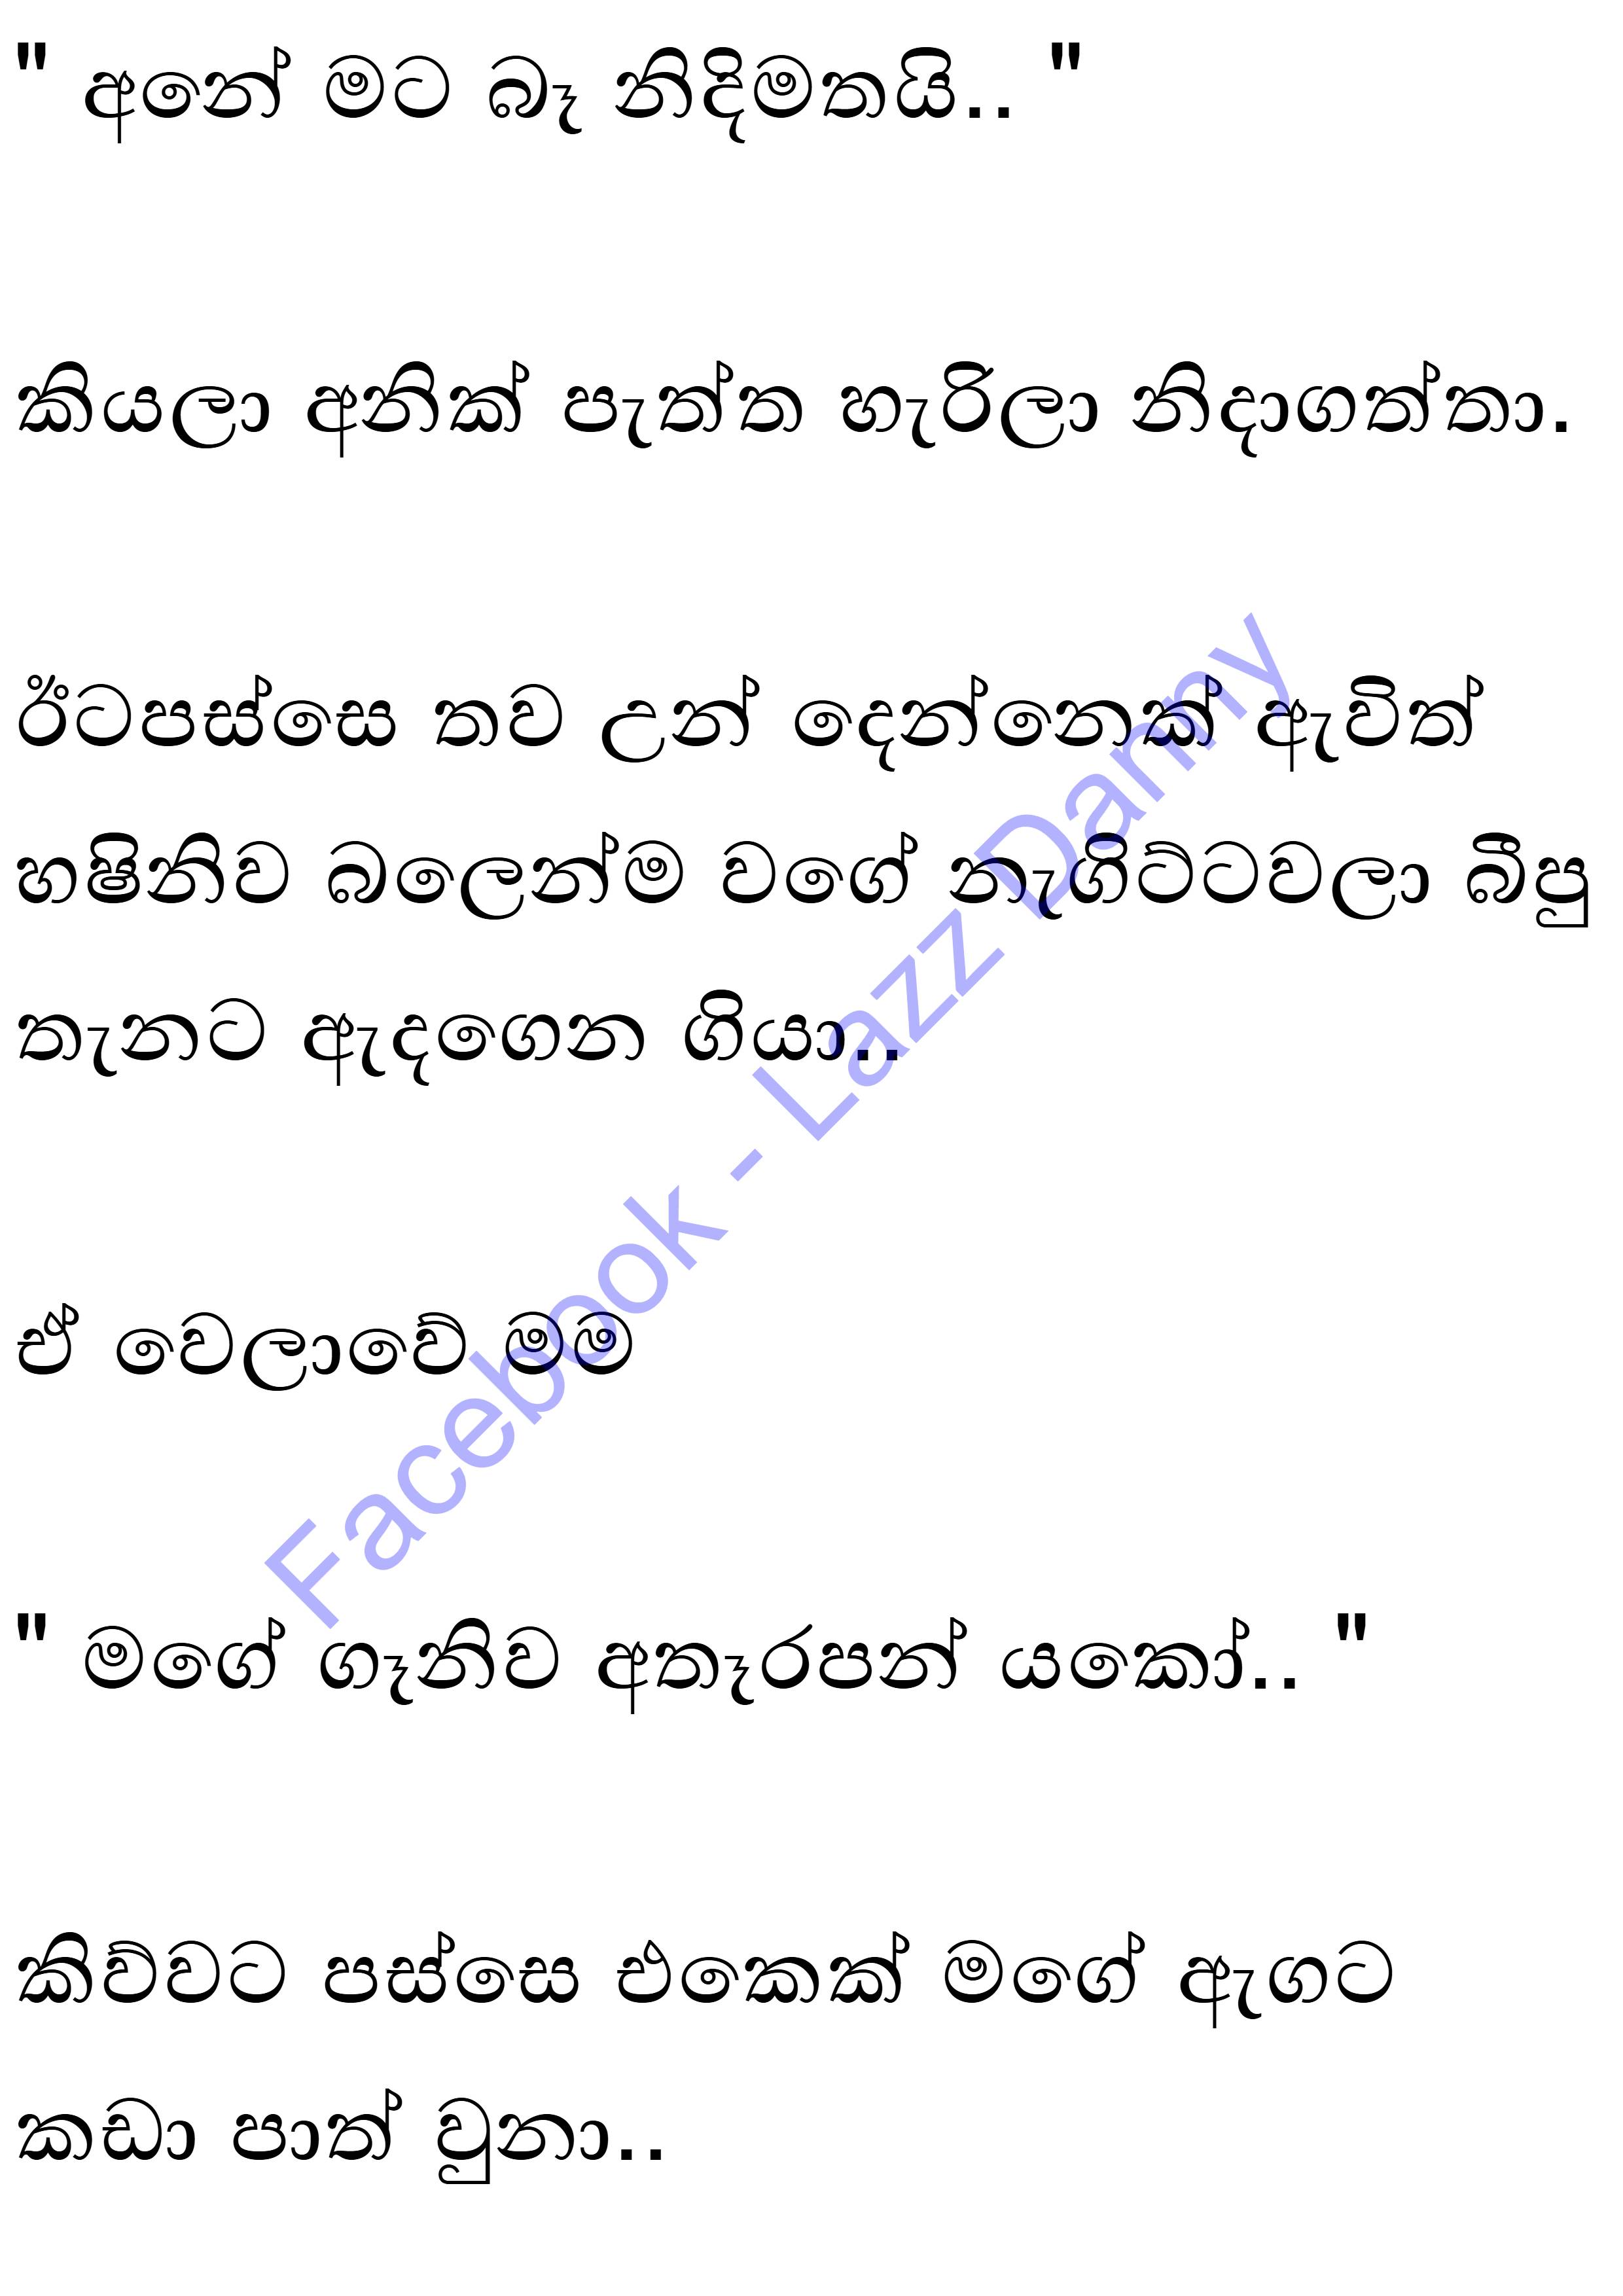 " අනේ මට බෑ නිදිමතයි.. "
කියලා අනික් පැත්ත හැරිලා නිදාගත්තා.
ඊටපස්සෙ තව උන් දෙන්නෙක් ඇවිත්
හෂිනිව බලෙන්ම වගේ නැගිට්ටවලා බීපු
තැනට ඇදගෙන ගියා..
ඒ වෙලාවේ මම
" මගේ ගෑනිව අතෑරපන් යකෝ.. "
කිව්වට පස්සෙ එකෙක් මගේ ඇගට
කඩා පාත් වුනා..
Facebook - Lazz Danny